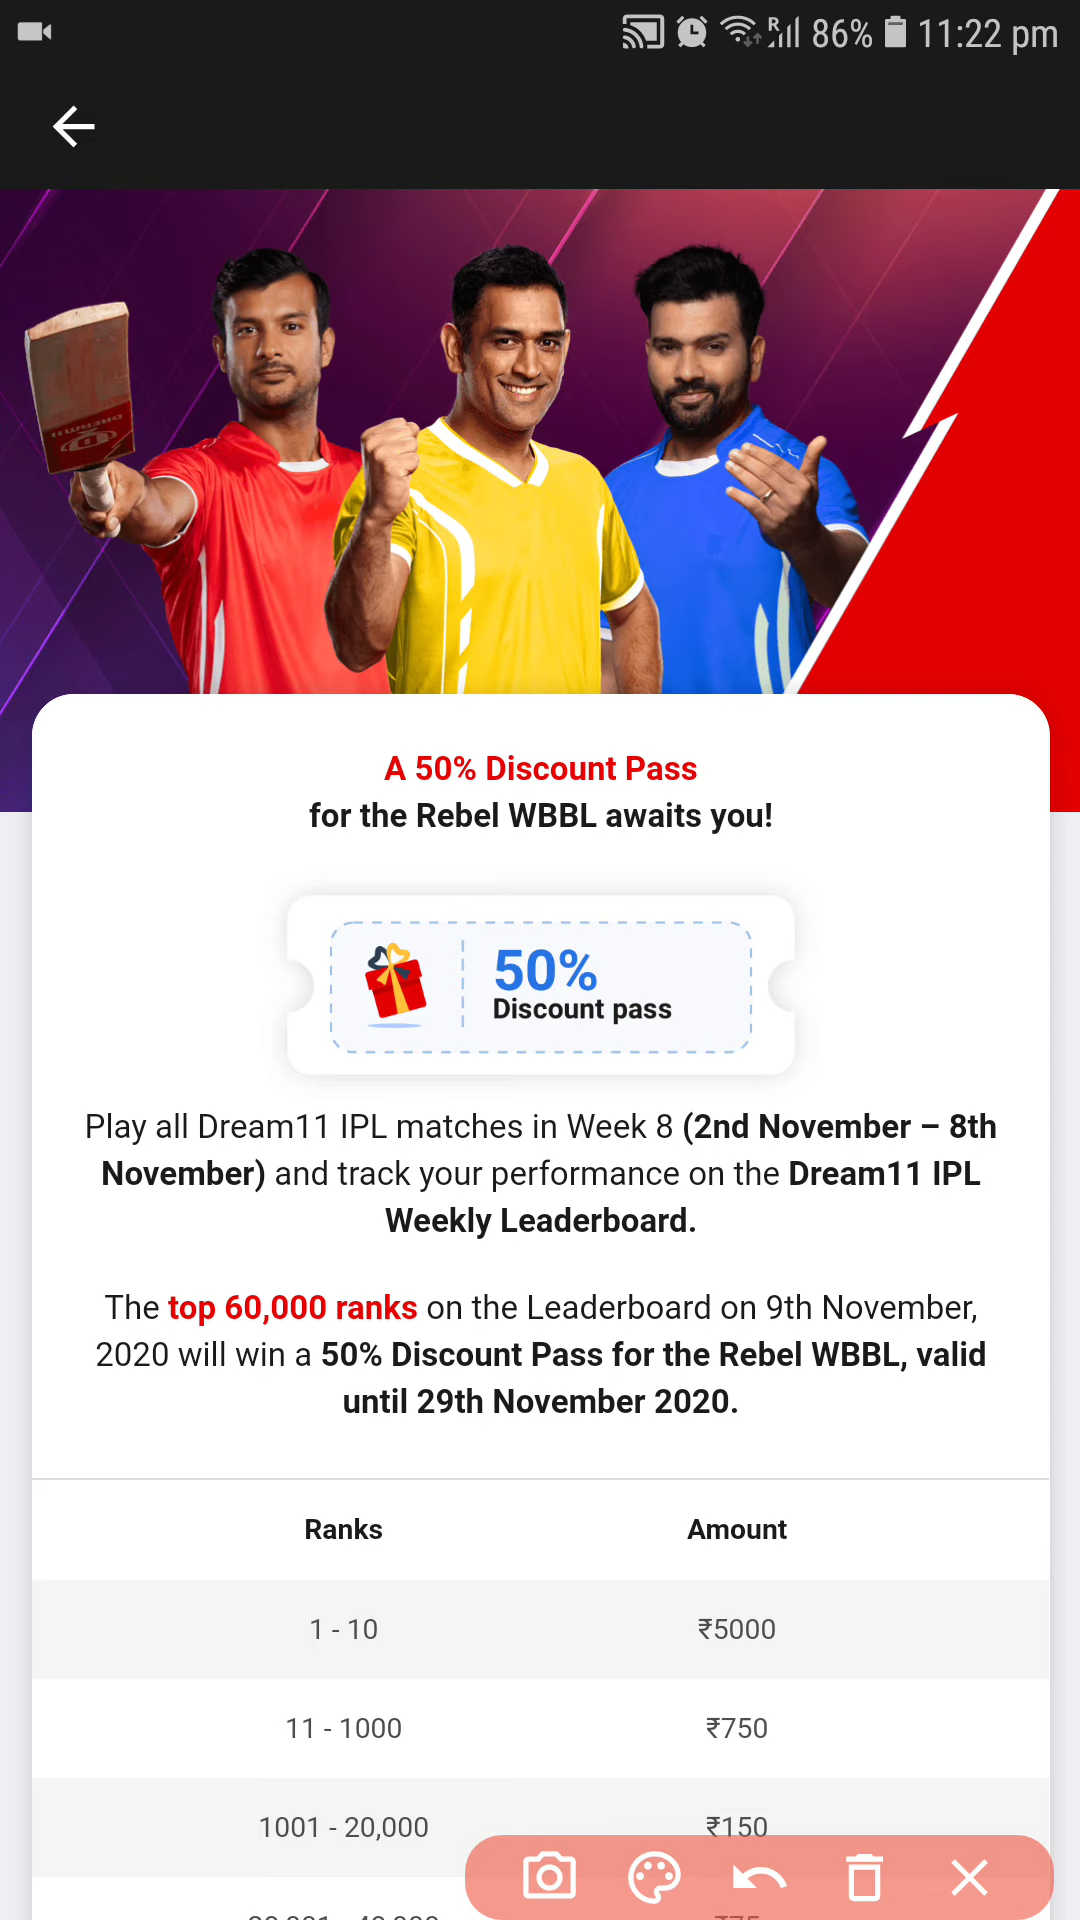 R 86% 11:22 pm
DREAM11
A 50% Discount Pass
for the Rebel WBBL awaits you!
50%
Discount pass
Play all Dream11 IPL matches in Week 8 (2nd November – 8th
November) and track your performance on the Dream11 IPL
Weekly Leaderboard.
The top 60,000 ranks on the Leaderboard on 9th November,
2020 will win a 50% Discount Pass for the Rebel WBBL, valid
until 29th November 2020.
Ranks Amount
1 - 10 ₹5000
11 - 1000 ₹750
1001 - 20,000 ₹150